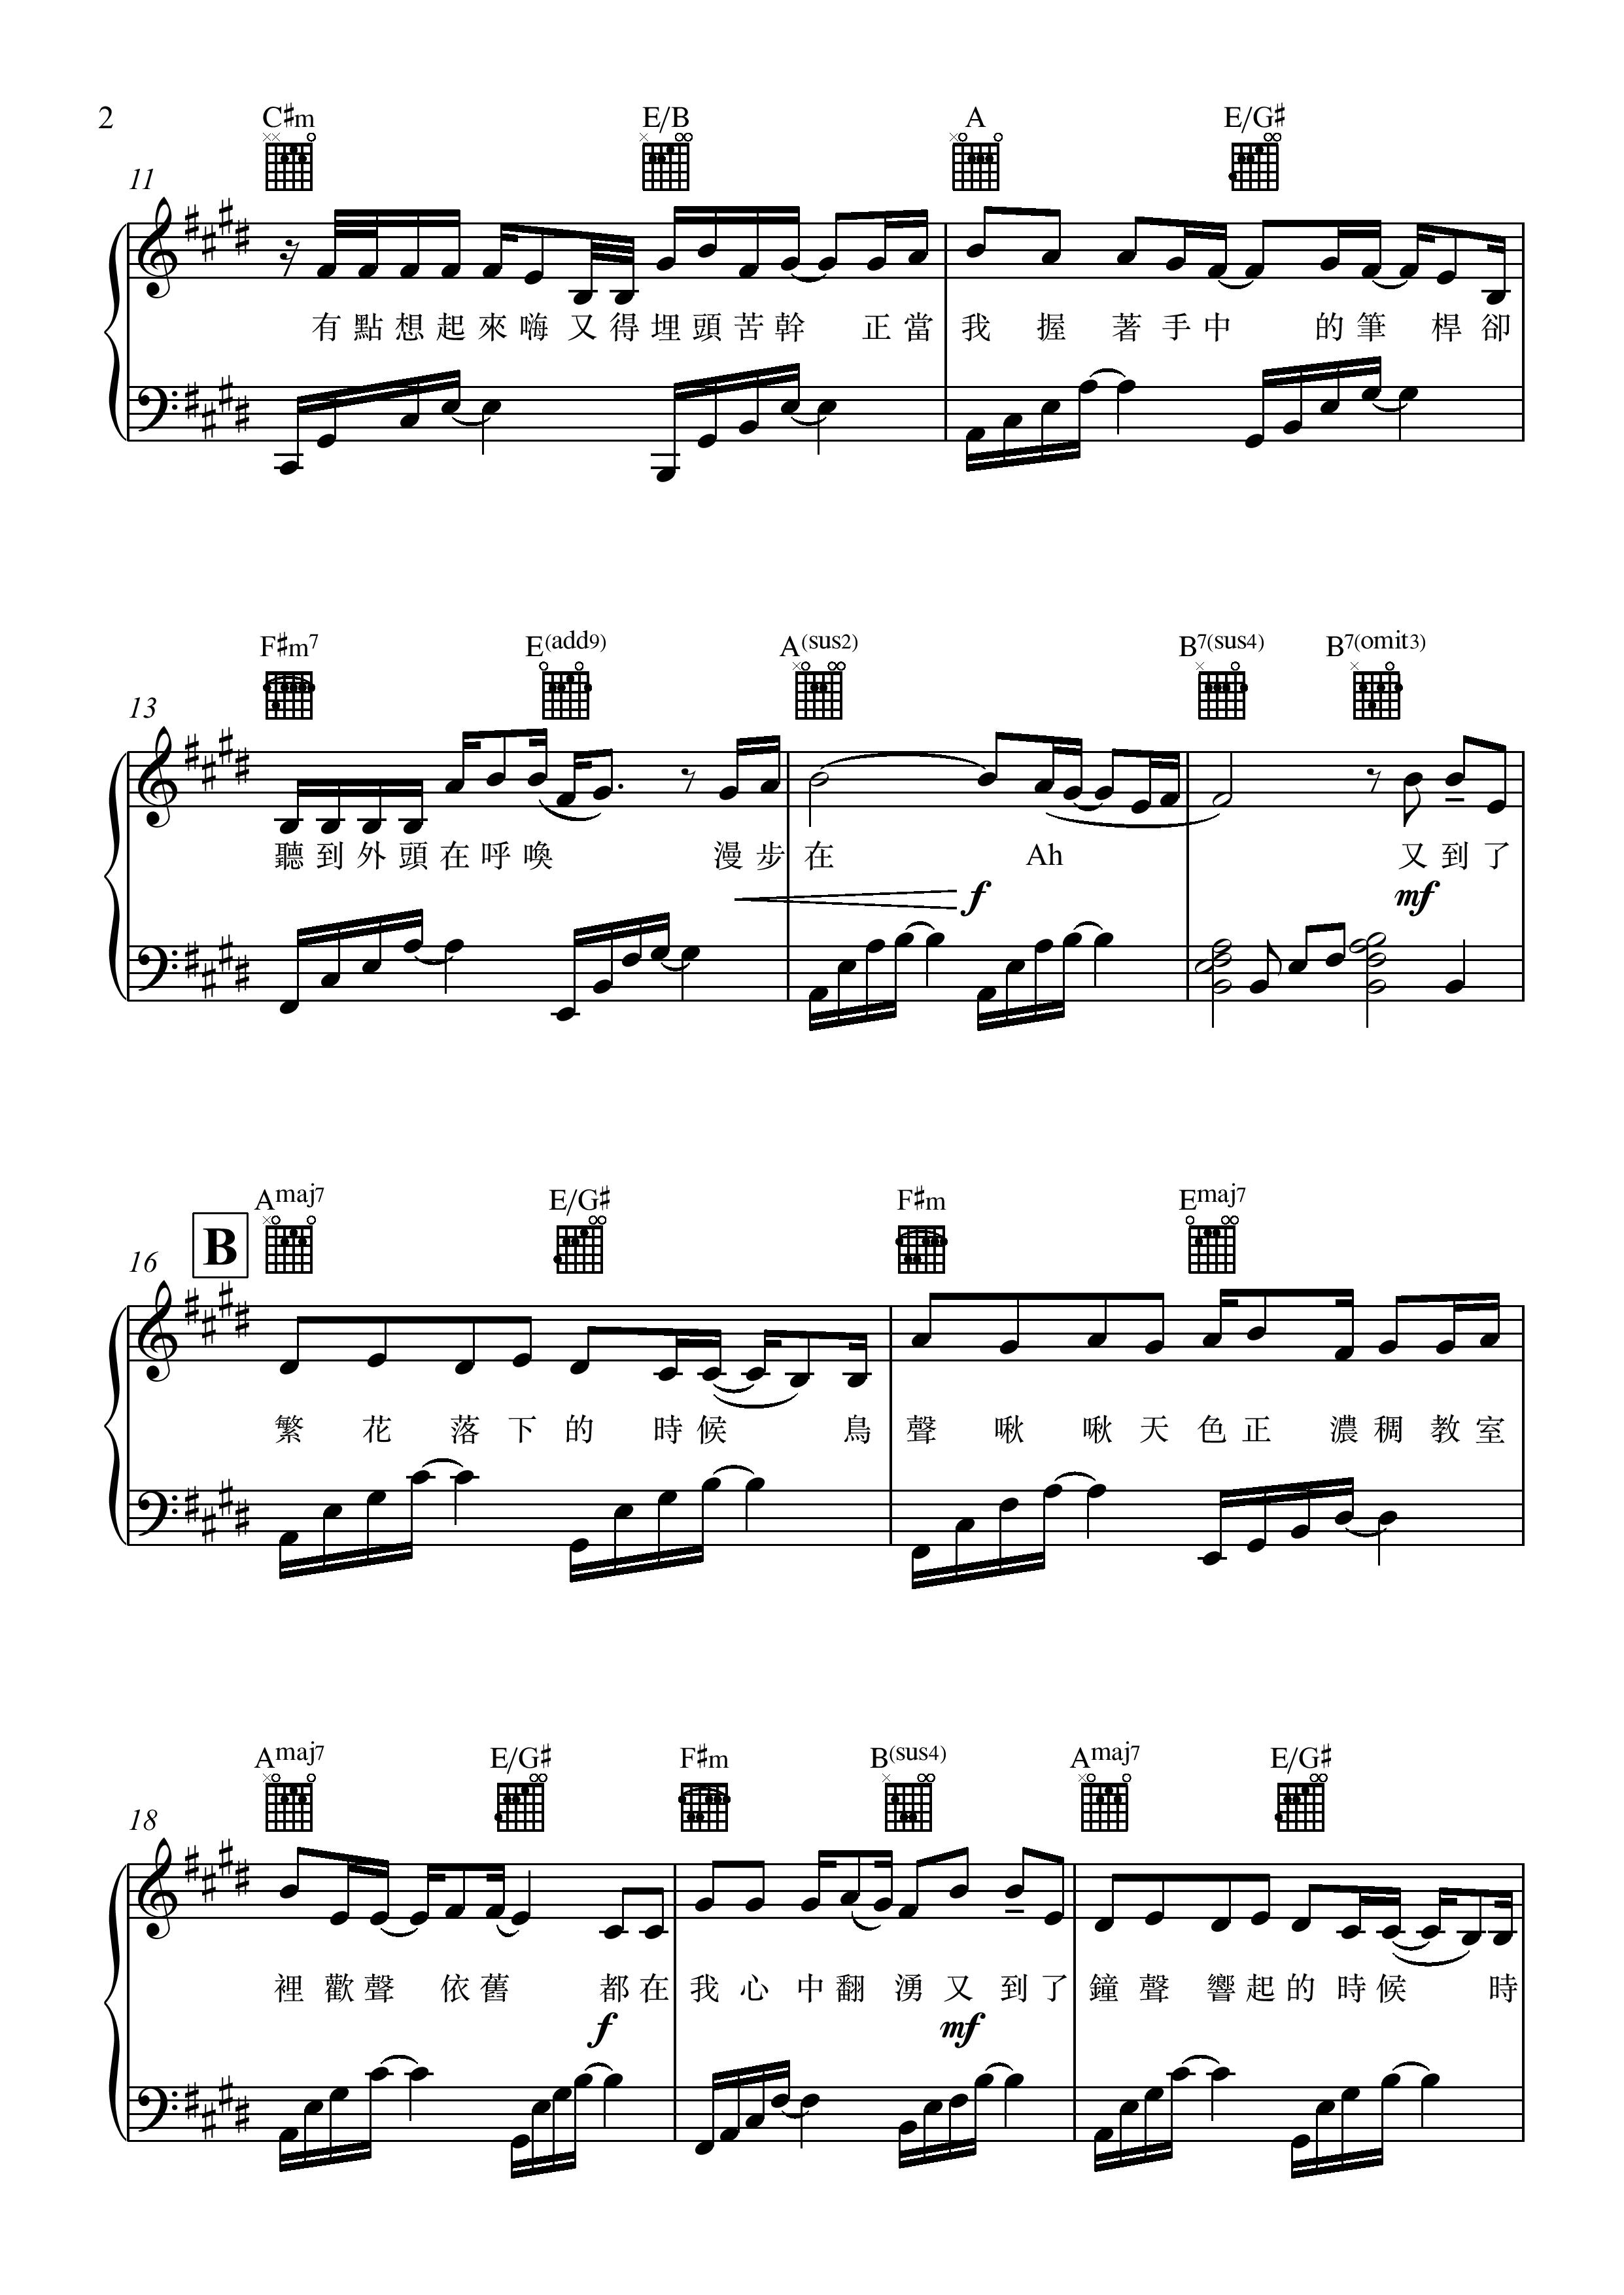 2
C#m E/B A E/G#
11
有點想起來嗨又得埋頭苦幹 正當我 握 著手中 的筆 桿卻
F#m7 E(add9) A(sus2) B7(sus4) B7(omit3)
13
聽到外頭在呼喚 漫步在 Ah 又到了
f mf
Amaj7 E/G# F#m Emaj7
B
16
繁 花 落 下 的 時候 鳥聲 啾 啾 天 色正 濃 稠 教室
Amaj7 E/G# F#m B(sus4) Amaj7 E/G#
18
裡 歡聲 依舊 都在我 心 中翻 湧 又 到了鐘 聲 響起的 時候 時
f mf